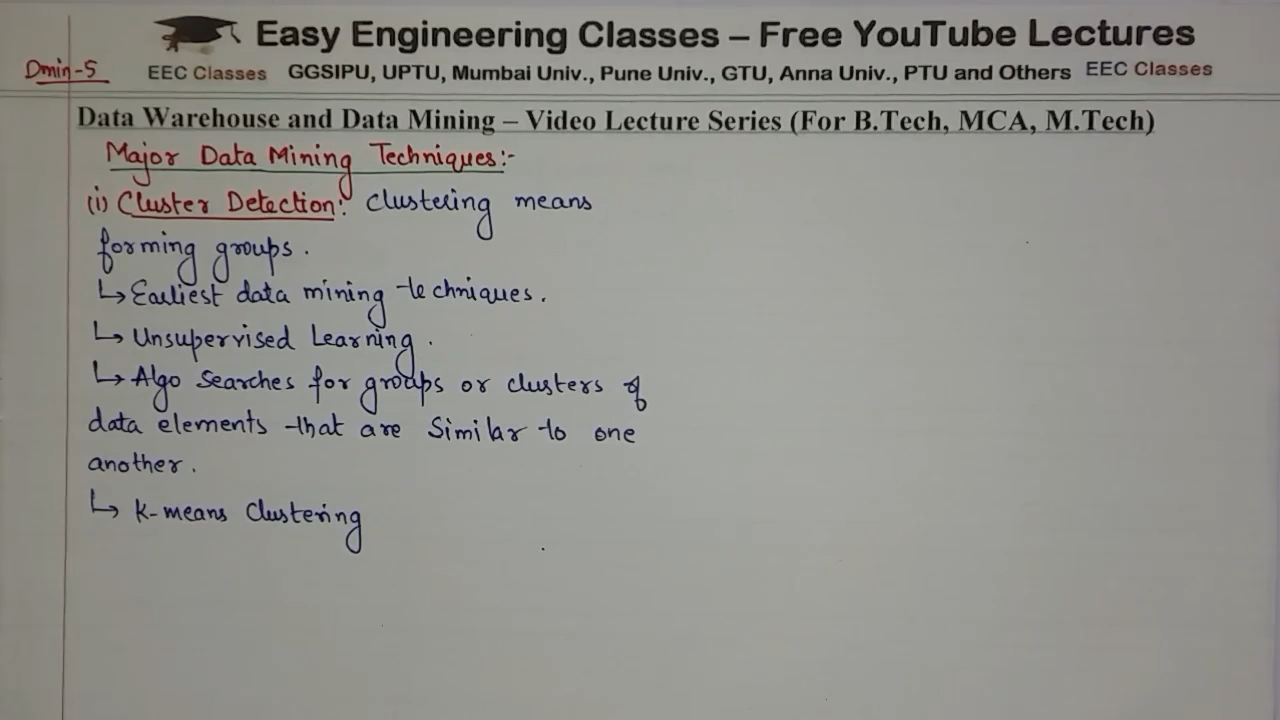 Easy Engineering Classes – Free YouTube Lectures
Dmin-5
EEC Classes GGSIPU, UPTU, Mumbai Univ., Pune Univ., GTU, Anna Univ., PTU and Others EEC Classes
Data Warehouse and Data Mining – Video Lecture Series (For B.Tech, MCA, M.Tech)
Major Data Mining Techniques:-
(i) Cluster Detection: Clustering means
forming groups.
↳ Earliest data mining techniques.
↳ Unsupervised Learning.
↳ Algo searches for groups or clusters of
data elements that are similar to one
another.
↳ K-means Clustering